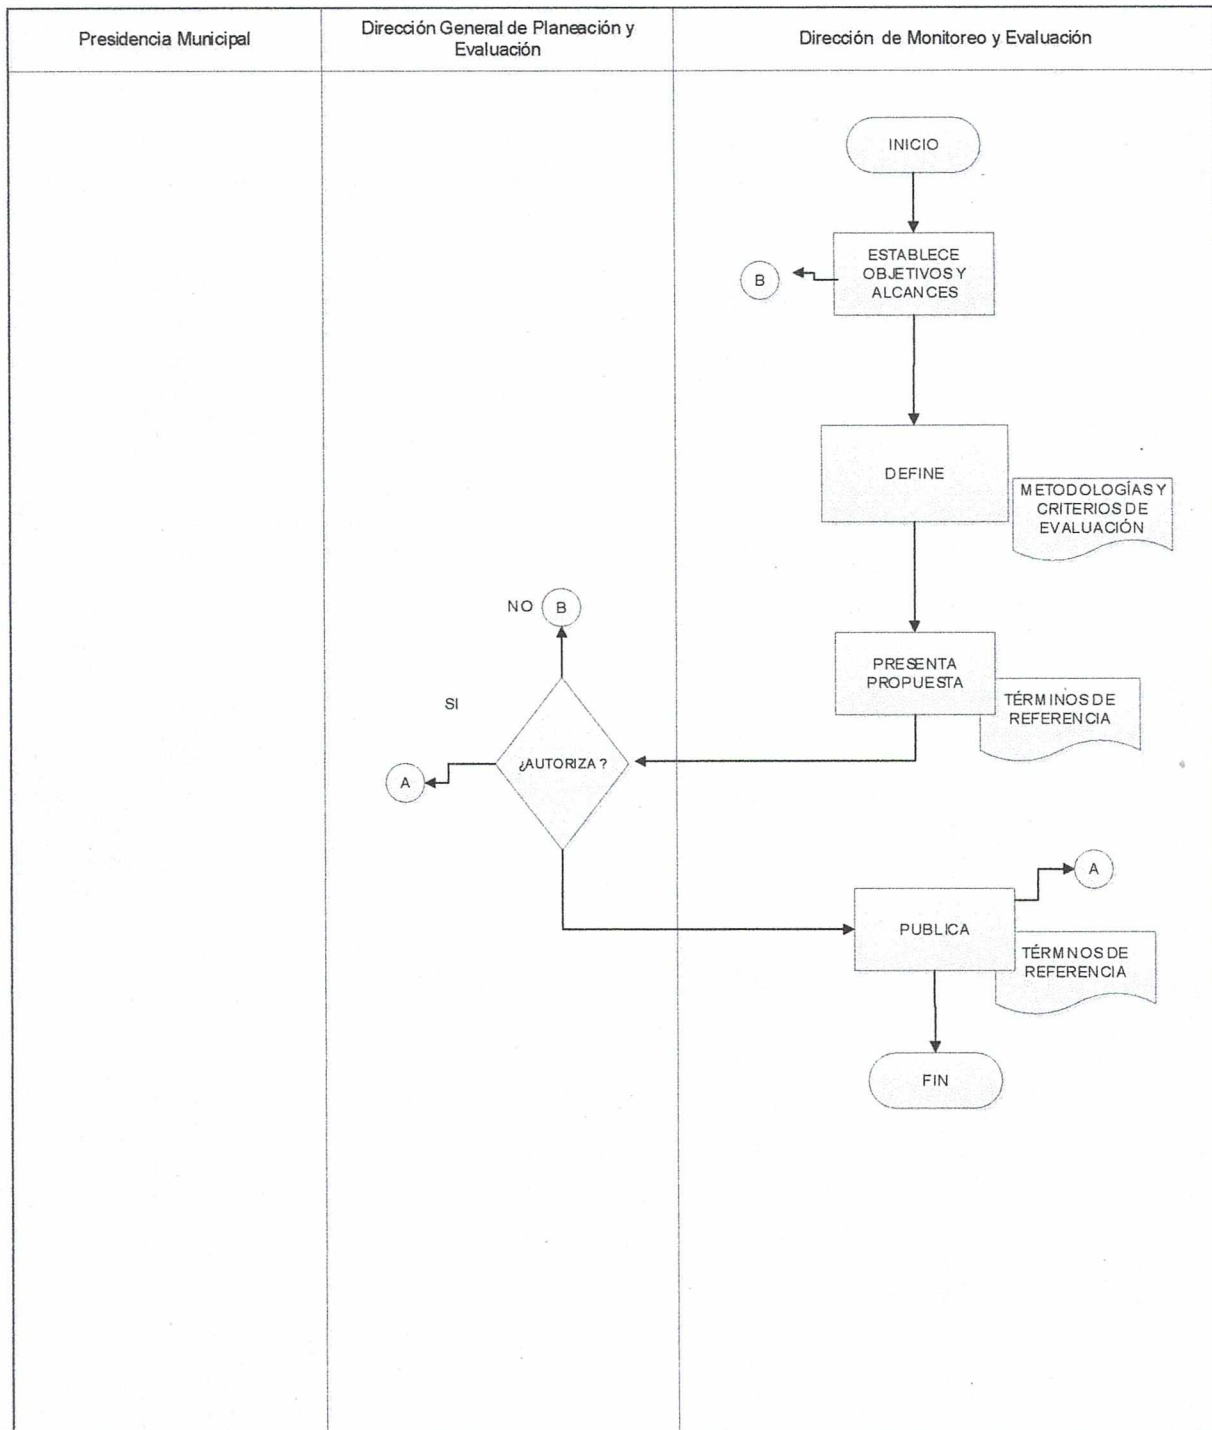 Presidencia Municipal
Dirección General de Planeación y
Evaluación
Dirección de Monitoreo y Evaluación
INICIO
ESTABLECE
OBJETIVOS Y
ALCANCES
B
DEFINE
METODOLOGÍAS Y
CRITERIOS DE
EVALUACIÓN
NO
B
PRESENTA
PROPUESTA
TÉRMINOS DE
REFERENCIA
SI
¿AUTORIZA?
A
A
PUBLICA
TÉRMNOS DE
REFERENCIA
FIN